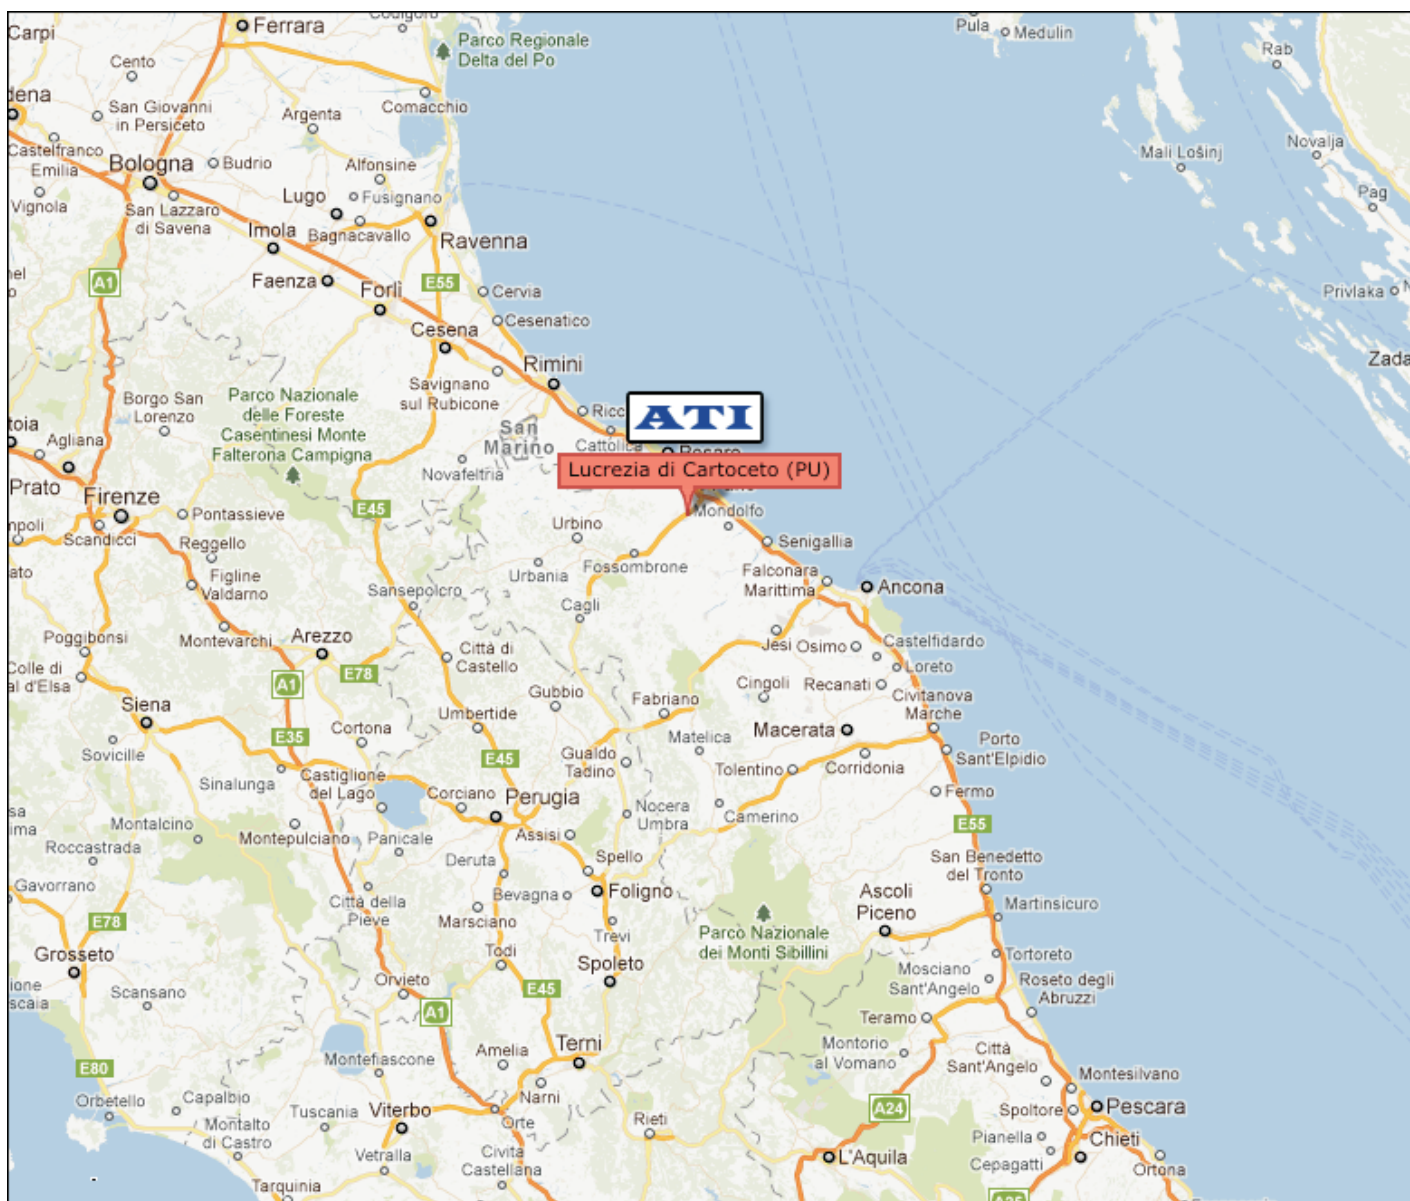 Carpi
Ferrara
Codigoro
Parco Regionale
Delta del Po
Pula
Medulin
Rab
Cento
Comacchio
San Giovanni
in Persiceto
Argenta
Castelfranco
Emilia
Bologna
Budrio
Alfonsine
Mali Lošinj
Novalja
Vignola
San Lazzaro
di Savena
Lugo
Fusignano
Pag
Imola
Bagnacavallo
Ravenna
A1
Faenza
Forlì
E55
Cervia
Privlaka
Cesena
Cesenatico
Rimini
Savignano
sul Rubicone
Borgo San
Lorenzo
Parco Nazionale
delle Foreste
Casentinesi Monte
Falterona Campigna
San
Marino
Ricc
ATI
Cattolica
Pesaro
Agliana
Novafeltria
Lucrezia di Cartoceto (PU)
Prato
Firenze
Pontassieve
E45
Urbino
Mondolfo
Scandicci
Reggello
Urbania
Fossombrone
Senigallia
Figline
Valdarno
Sansepolcro
Cagli
Falconara
Marittima
Ancona
Poggibonsi
Montevarchi
Arezzo
Città di
Castello
Jesi
Osimo
Castelfidardo
Colle di
al d'Elsa
A1
E78
Gubbio
Fabriano
Cingoli
Recanati
Loreto
Siena
Cortona
Umbertide
Matelica
Macerata
Civitanova
Marche
Soville
E35
E45
Gualdo
Tadino
Tolentino
Corridonia
Porto
Sant'Elpidio
Sinalunga
Castiglione
del Lago
Corciano
Perugia
Nocera
Umbra
Camerino
Fermo
Montalcino
Montepulciano
Panicale
Assisi
E55
Roccastrada
Deruta
Spello
San Benedetto
del Tronto
Gavorrano
Città della
Pieve
Bevagna
Foligno
Ascoli
Piceno
Martinsicuro
E78
Marsciano
Trevi
Parco Nazionale
dei Monti Sibillini
Grosseto
Orvieto
Todi
Spoleto
Mosciano
Sant'Angelo
Tortoreto
Scansano
A1
E45
Roseto degli
Abruzzi
Teramo
Montefiascone
Amelia
Terni
Montorio
al Vomano
Città
Sant'Angelo
E80
Orbetello
Capalbio
Tuscania
Viterbo
Narni
Orte
Rieti
A24
Montesilvano
Spoltore
Pescara
Montalto
di Castro
Vetralla
Civita
Castellana
L'Aquila
Pianella
Chieti
Cepagatti
Ortona
Tarquinia